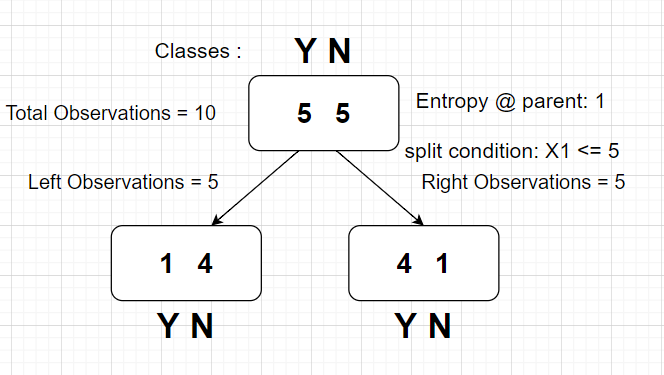 Classes : Y N
Total Observations = 10
5 5
Entropy @ parent: 1
split condition: X1 <= 5
Left Observations = 5
Right Observations = 5
1 4
4 1
Y N
Y N